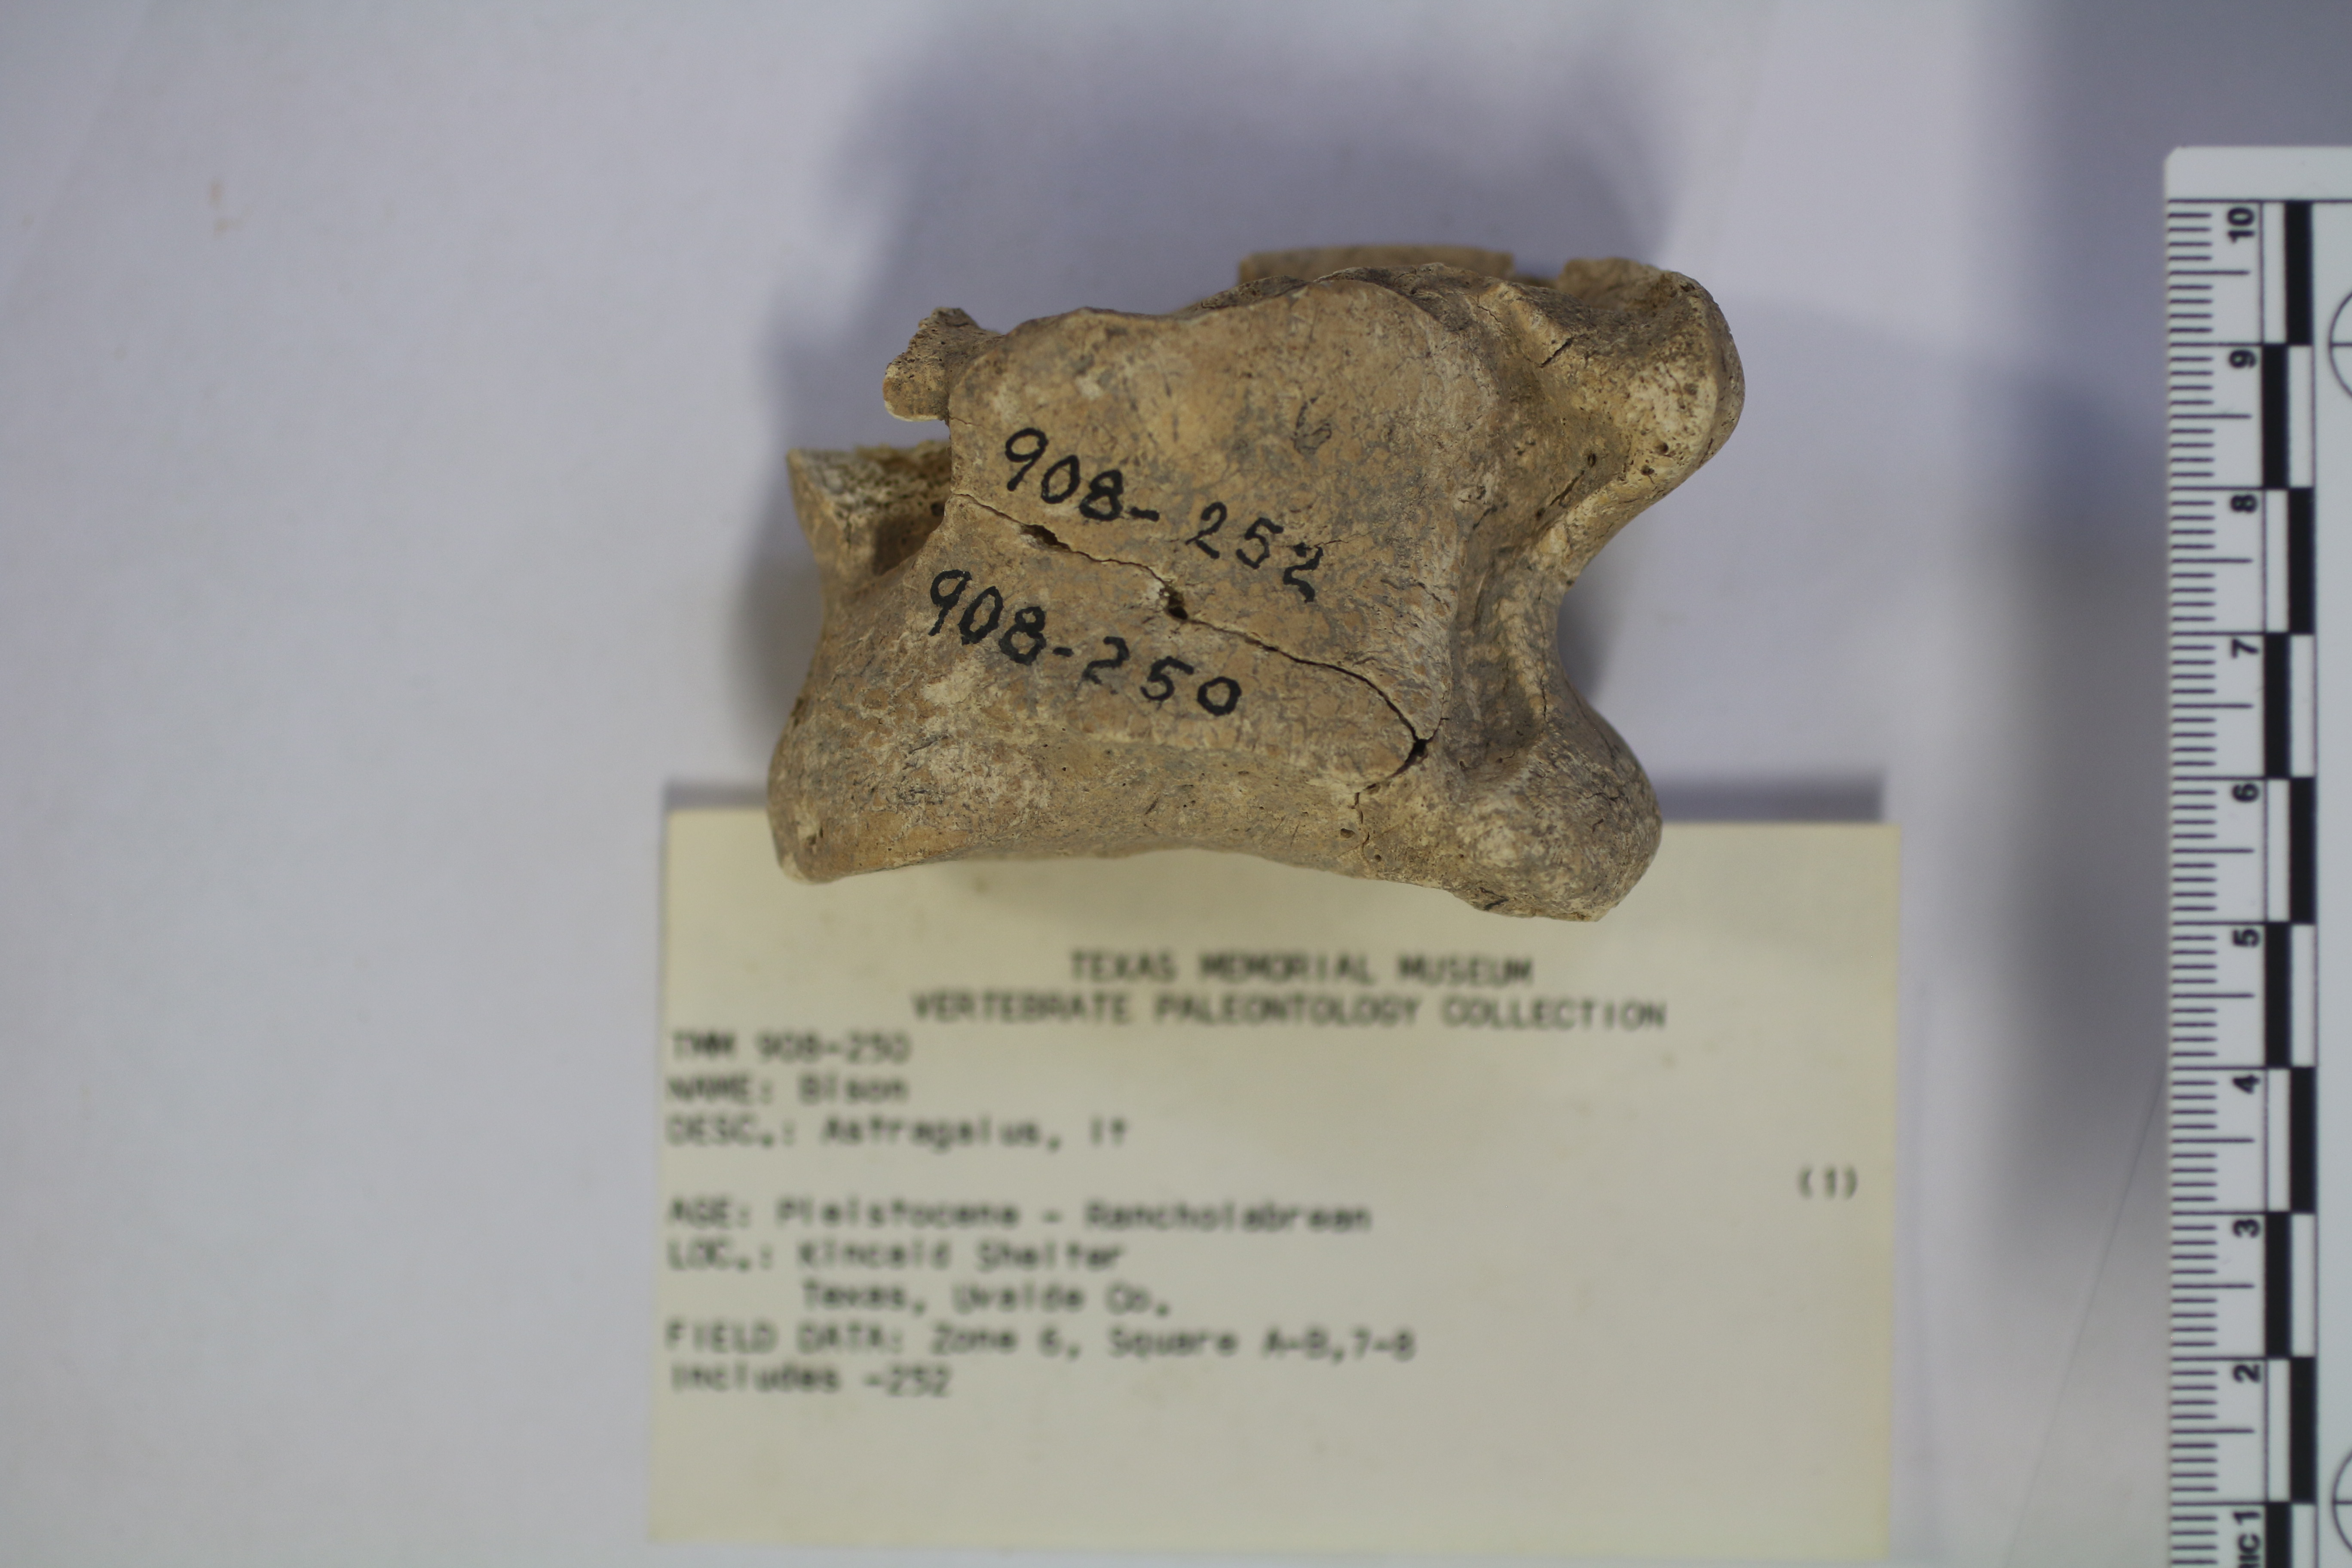 908-252
908-250
TEXAS MEMORIAL MUSEUM
VERTEBRATE PALEONTOLOGY COLLECTION
TMM 908-250
NAME: Bison
DESC.: Astragalus, lt
(1)
AGE: Pleistocene - Rancholabrean
LOC.: Kincaid Shelter
Texas, Uvalde Co.
FIELD DATA: Zone 6, Square A-B,7-8
Includes -252
10
9
8
7
6
5
4
3
2
1